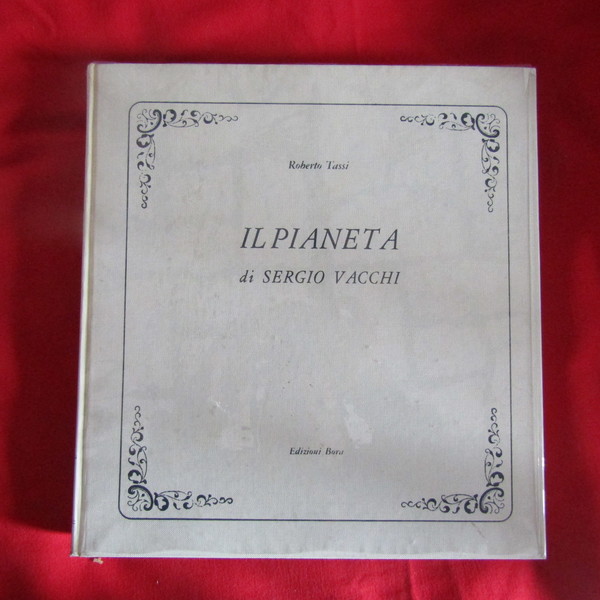 Roberto Tassi
IL PIANETA
di SERGIO VACCHI
Edizioni Bora